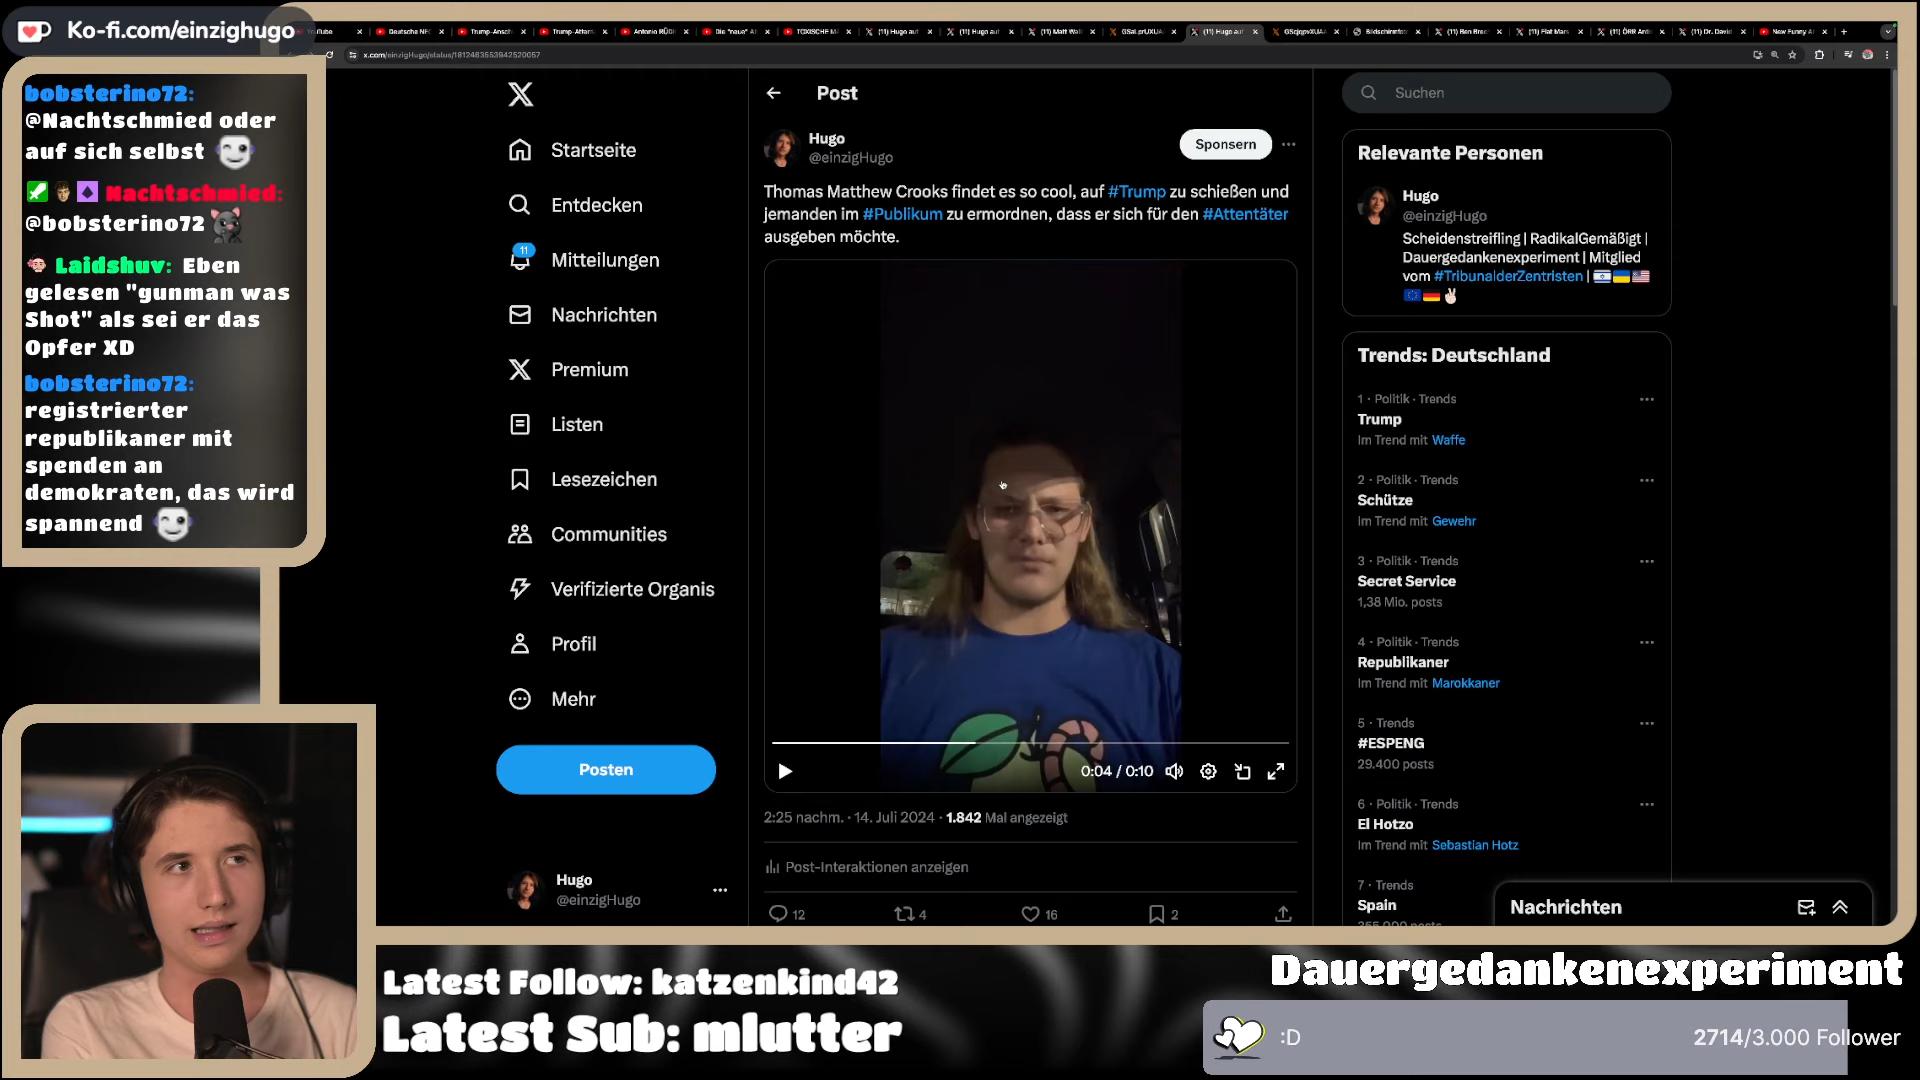 Ko-fi.com/einzighugo
bobsterino72:
@Nachtschmied oder
auf sich selbst
Nachtschmied:
@bobsterino72
Laidshuv: Eben
gelesen "gunman was
Shot" als sei er das
Opfer XD
bobsterino72:
registrierter
republikaner mit
spenden an
demokraten, das wird
spannend
x.com/einzigHugo/status/1812483553942520057
Startseite
Entdecken
11
Mitteilungen
Nachrichten
Premium
Listen
Lesezeichen
Communities
Verifizierte Organis
Profil
Mehr
Posten
Hugo
@einzigHugo
Post
Hugo
@einzigHugo
Sponsern
Thomas Matthew Crooks findet es so cool, auf #Trump zu schießen und
jemanden im #Publikum zu ermordnen, dass er sich für den #Attentäter
ausgeben möchte.
0:04 / 0:10
2:25 nachm. · 14. Juli 2024 · 1.842 Mal angezeigt
Post-Interaktionen anzeigen
12 4 16 2
Suchen
Relevante Personen
Hugo
@einzigHugo
Scheidenstreifling | RadikalGemäßigt |
Dauergedankenexperiment | Mitglied
vom #TribunalderZentristen |
Trends: Deutschland
1 · Politik · Trends
Trump
Im Trend mit Waffe
2 · Politik · Trends
Schütze
Im Trend mit Gewehr
3 · Politik · Trends
Secret Service
1,38 Mio. posts
4 · Politik · Trends
Republikaner
Im Trend mit Marokkaner
5 · Trends
#ESPENG
29.400 posts
6 · Politik · Trends
El Hotzo
Im Trend mit Sebastian Hotz
7 · Trends
Spain
Nachrichten
Latest Follow: katzenkind42
Latest Sub: mlutter
Dauergedankenexperiment
:D
2714/3.000 Follower